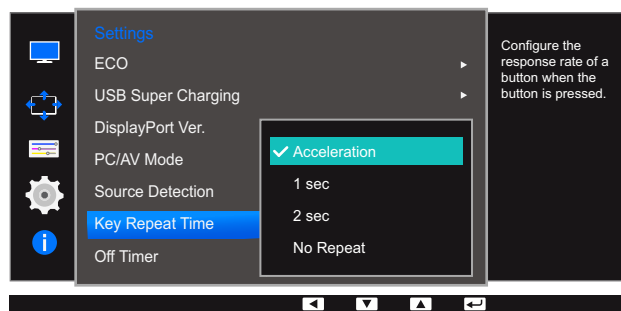 Settings
ECO
USB Super Charging
DisplayPort Ver.
PC/AV Mode
Source Detection
Key Repeat Time
Off Timer
Acceleration
1 sec
2 sec
No Repeat
Configure the
response rate of a
button when the
button is pressed.